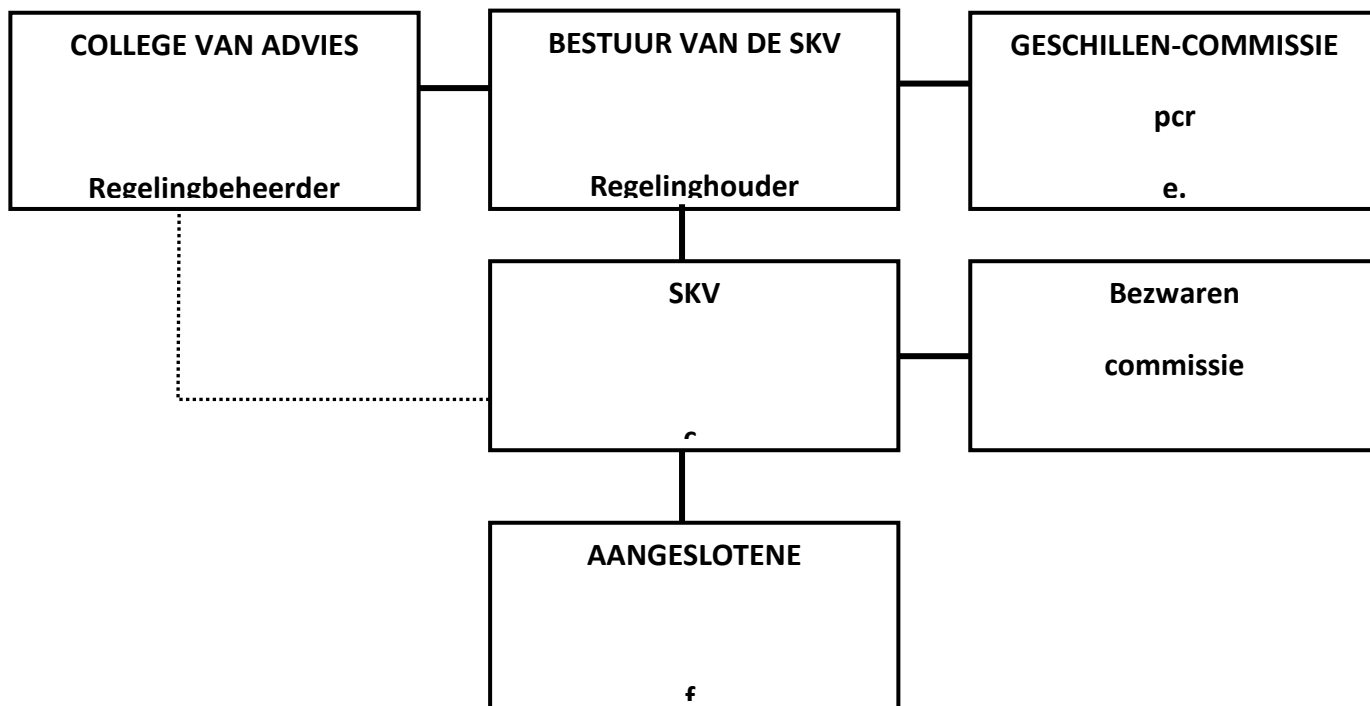 COLLEGE VAN ADVIES
Regelingbeheerder
BESTUUR VAN DE SKV
Regelinghouder
GESCHILLEN-COMMISSIE
pcr
e.
SKV
Bezwaren
commissie
AANGESLOTENE